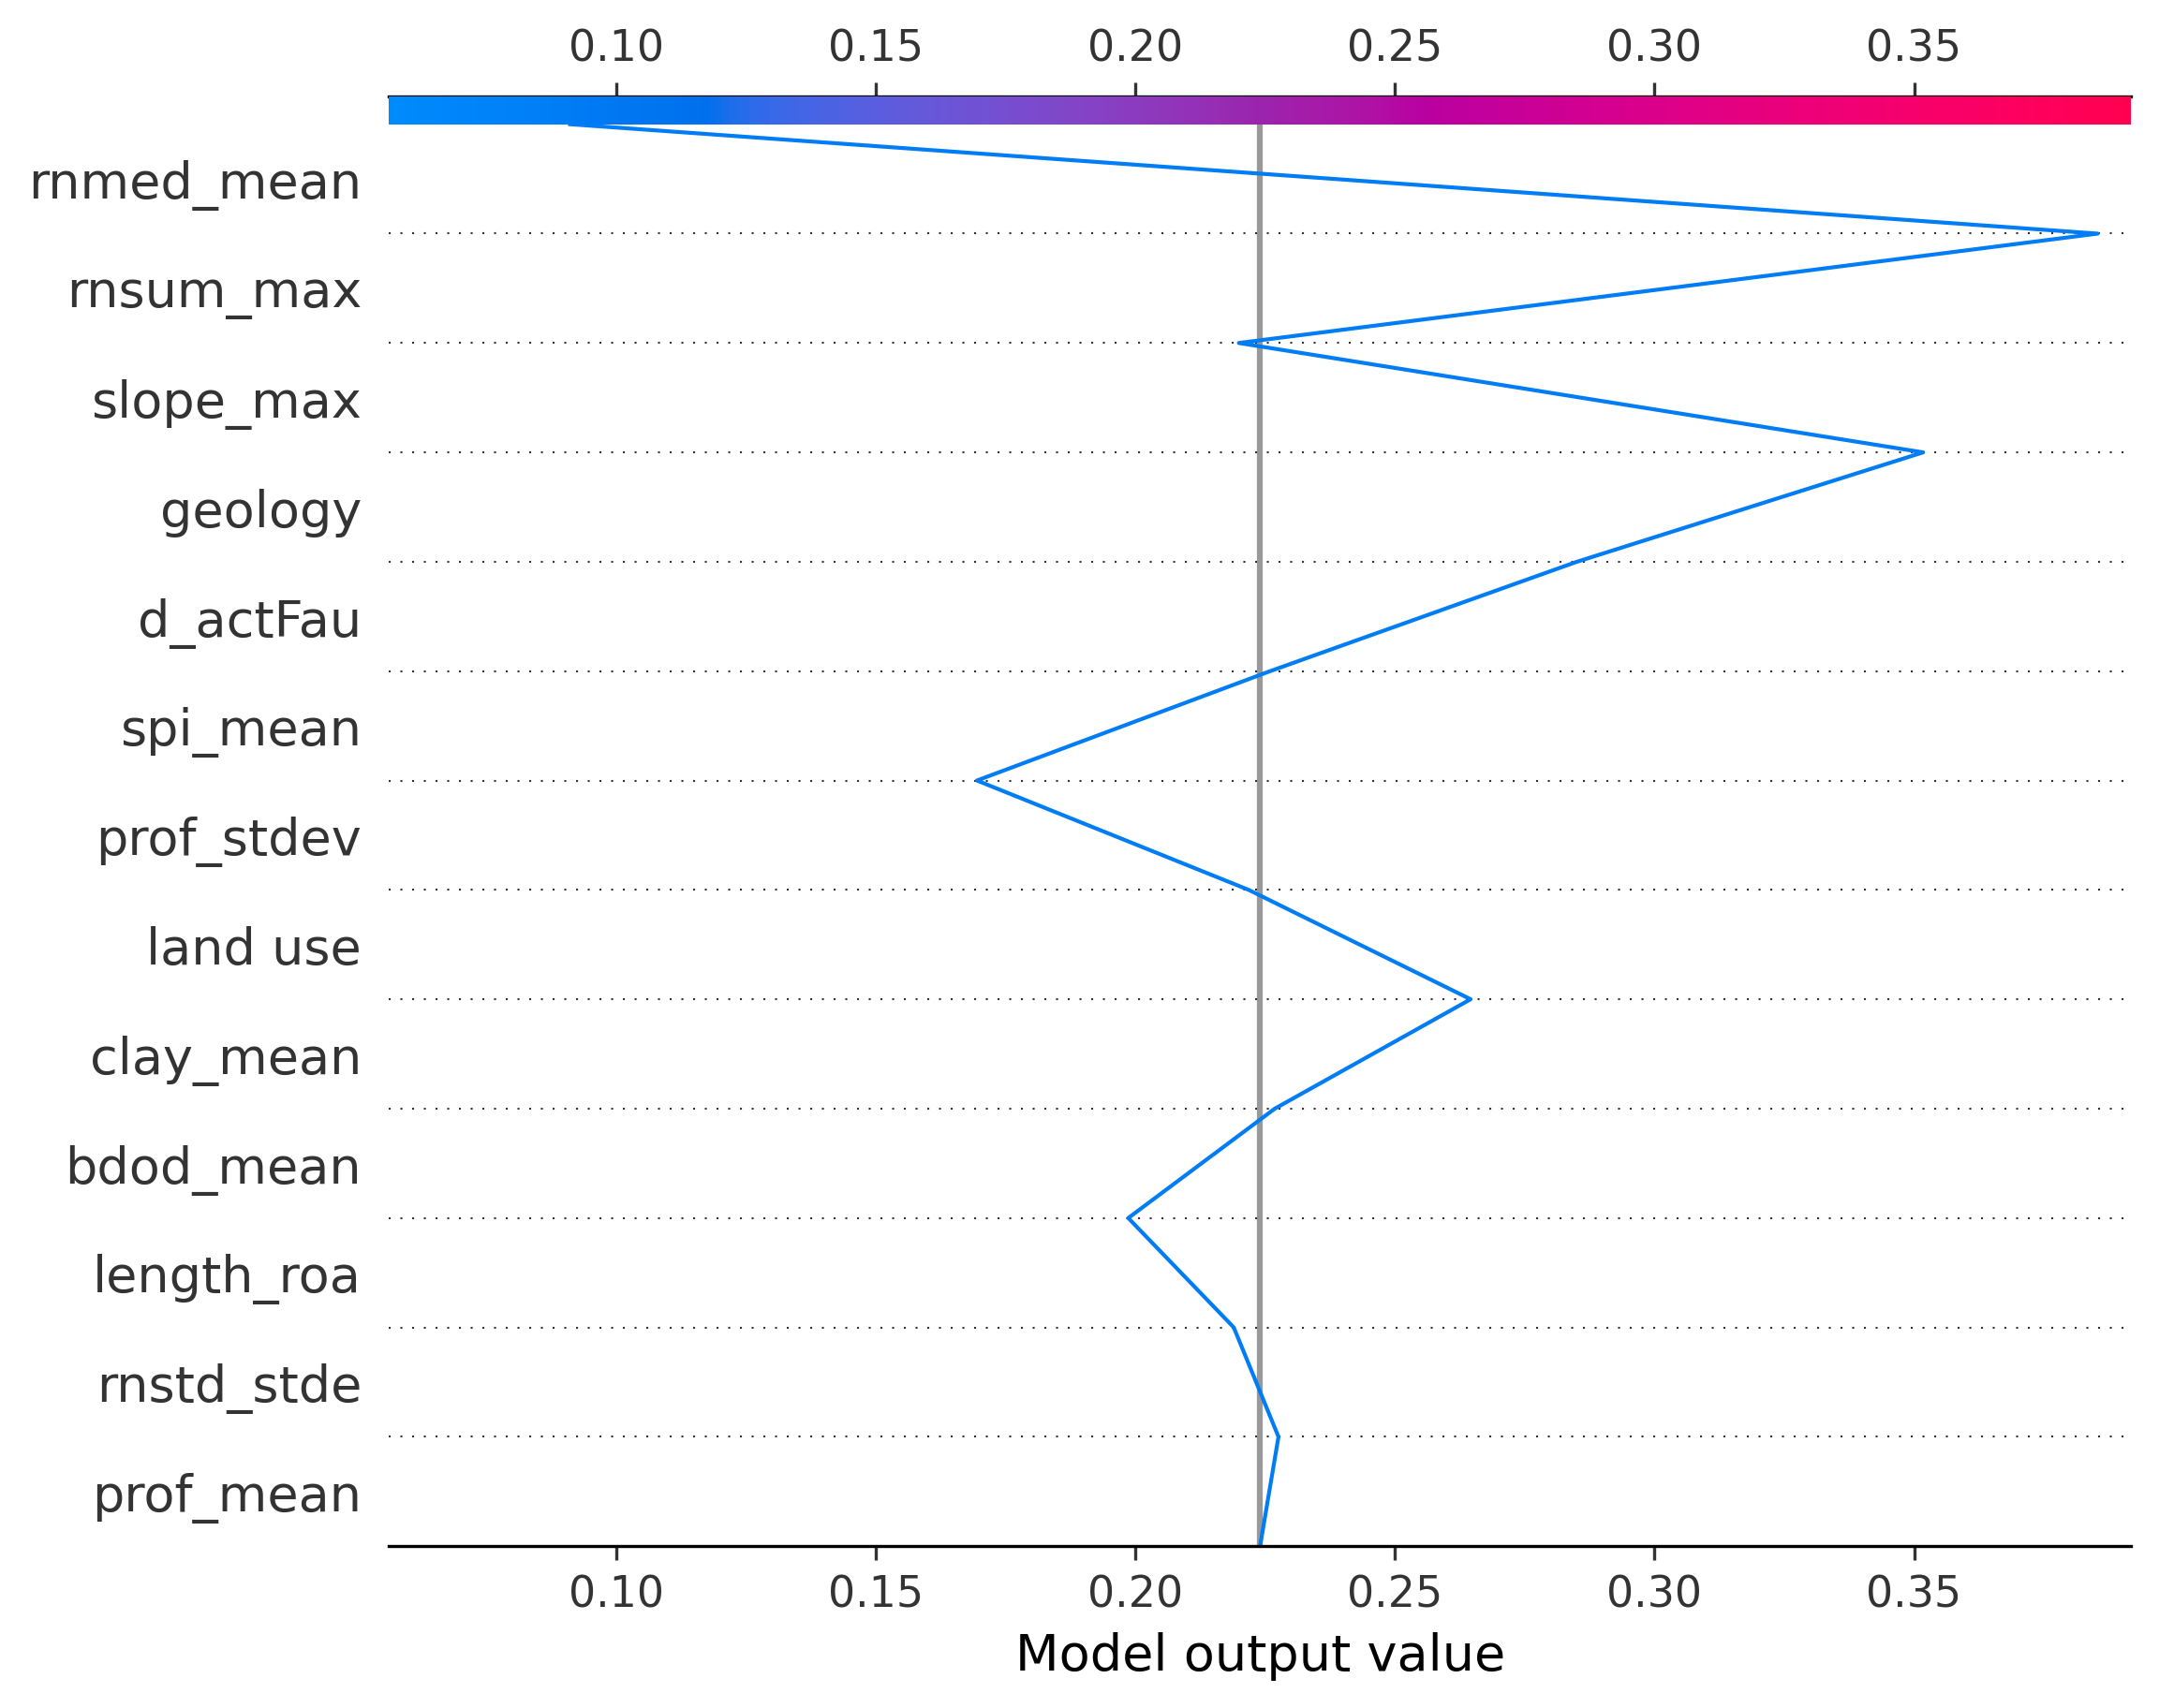 0.10 0.15 0.20 0.25 0.30 0.35
rnmed_mean
rnsum_max
slope_max
geology
d_actFau
spi_mean
prof_stdev
land use
clay_mean
bdod_mean
length_roa
rnstd_stde
prof_mean
0.10 0.15 0.20 0.25 0.30 0.35
Model output value